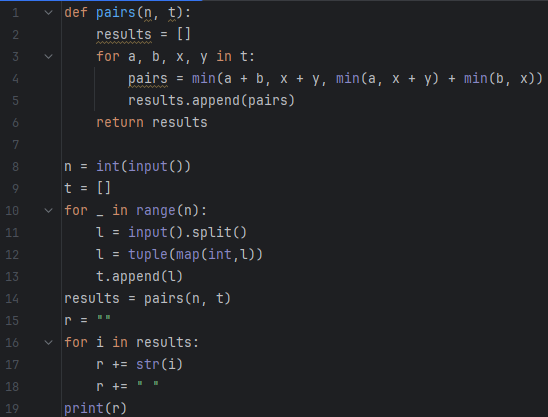 1 def pairs(n, t):
2     results = []
3     for a, b, x, y in t:
4         pairs = min(a + b, x + y, min(a, x + y) + min(b, x))
5         results.append(pairs)
6     return results
7
8 n = int(input())
9 t = []
10 for _ in range(n):
11     l = input().split()
12     l = tuple(map(int,l))
13     t.append(l)
14 results = pairs(n, t)
15 r = ""
16 for i in results:
17     r += str(i)
18     r += " "
19 print(r)